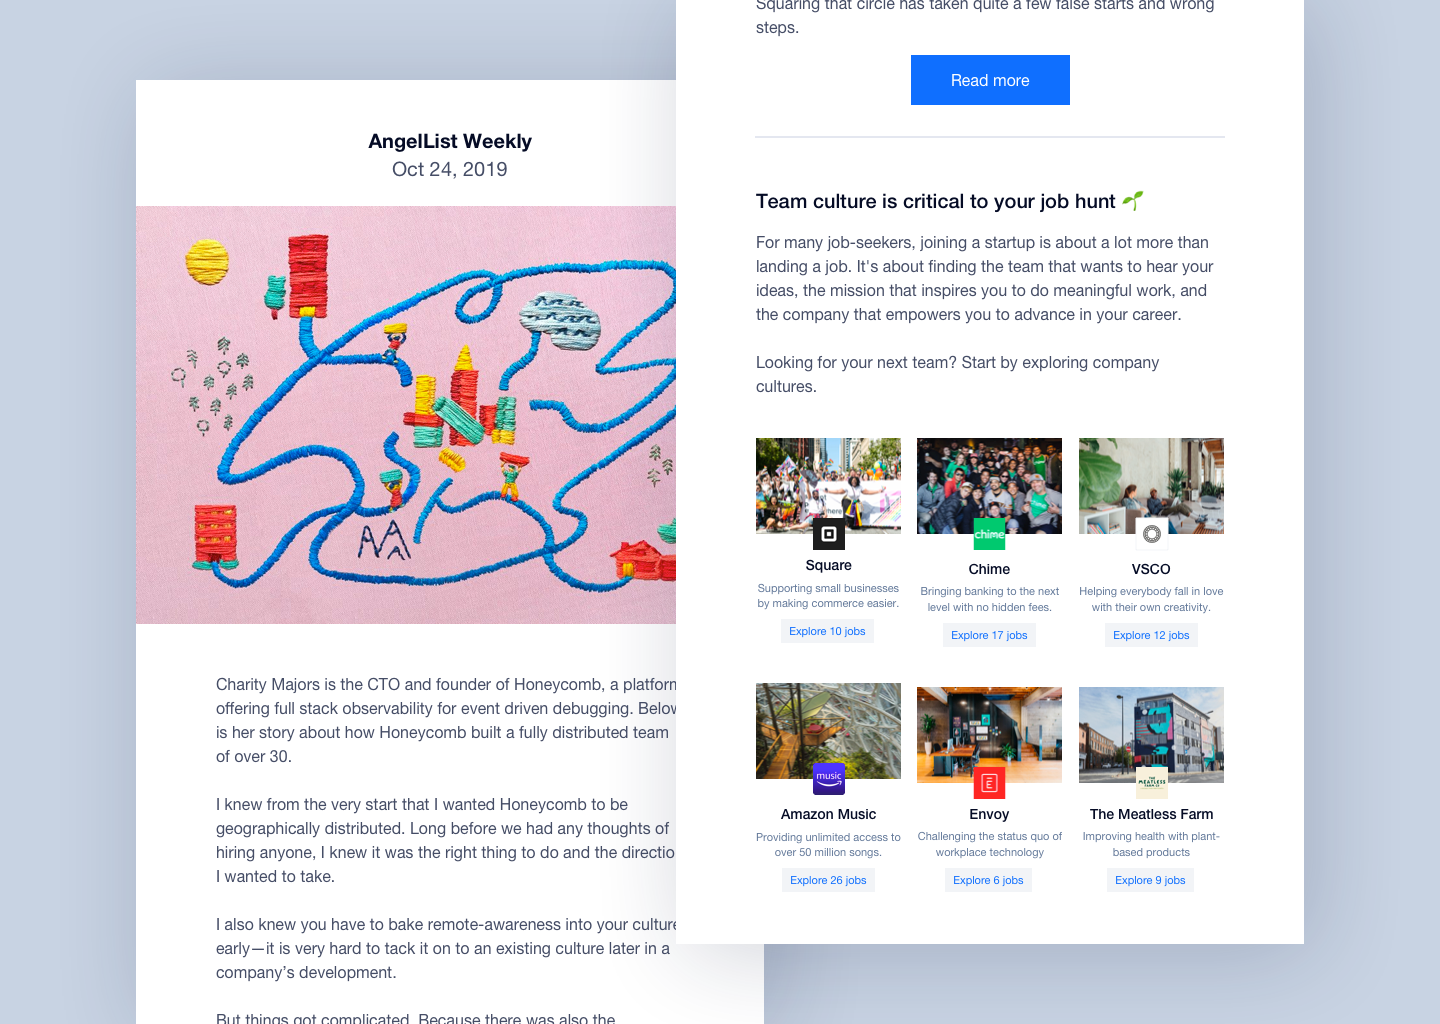 AngelList Weekly
Oct 24, 2019
Charity Majors is the CTO and founder of Honeycomb, a platform
offering full stack observability for event driven debugging. Below
is her story about how Honeycomb built a fully distributed team
of over 30.
I knew from the very start that I wanted Honeycomb to be
geographically distributed. Long before we had any thoughts of
hiring anyone, I knew it was the right thing to do and the directio
I wanted to take.
I also knew you have to bake remote-awareness into your culture
early—it is very hard to tack it on to an existing culture later in a
company’s development.
But things got complicated. Because there was also the
Squaring that circle has taken quite a few false starts and wrong
steps.
Read more
Team culture is critical to your job hunt 🌱
For many job-seekers, joining a startup is about a lot more than
landing a job. It's about finding the team that wants to hear your
ideas, the mission that inspires you to do meaningful work, and
the company that empowers you to advance in your career.
Looking for your next team? Start by exploring company
cultures.
here
chime
Square
Chime
VSCO
Supporting small businesses
by making commerce easier.
Bringing banking to the next
level with no hidden fees.
Helping everybody fall in love
with their own creativity.
Explore 10 jobs
Explore 17 jobs
Explore 12 jobs
music
THE
MEATLESS
FARM CO
Amazon Music
Envoy
The Meatless Farm
Providing unlimited access to
over 50 million songs.
Challenging the status quo of
workplace technology
Improving health with plant-
based products
Explore 26 jobs
Explore 6 jobs
Explore 9 jobs